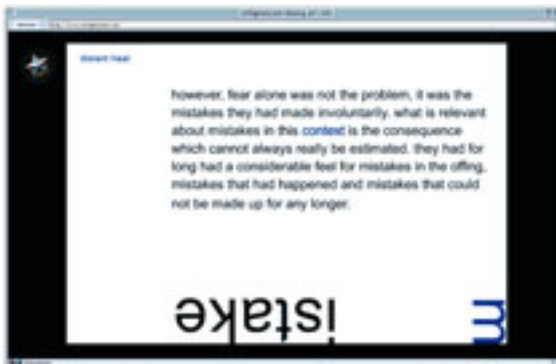 distant hear
however, fear alone was not the problem, it was the
mistakes they had made involuntarily. what is relevant
about mistakes in this context is the consequence
which cannot always really be estimated. they had for
long had a considerable feel for mistakes in the offing,
mistakes that had happened and mistakes that could
not be made up for any longer.
m
istake